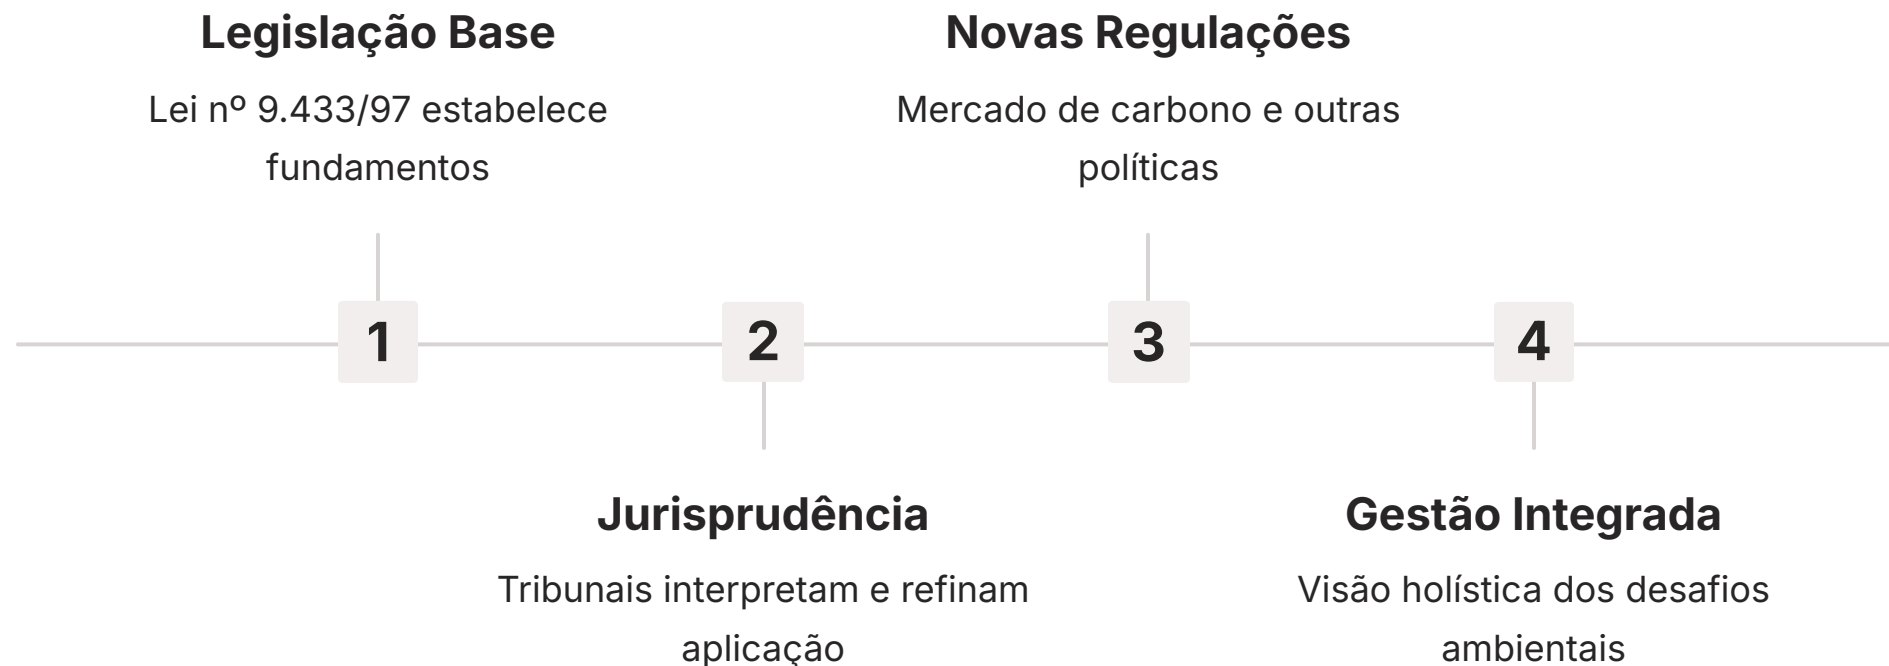 Legislação Base
Lei nº 9.433/97 estabelece
fundamentos
Novas Regulações
Mercado de carbono e outras
políticas
1
2
3
4
Jurisprudência
Tribunais interpretam e refinam
aplicação
Gestão Integrada
Visão holística dos desafios
ambientais